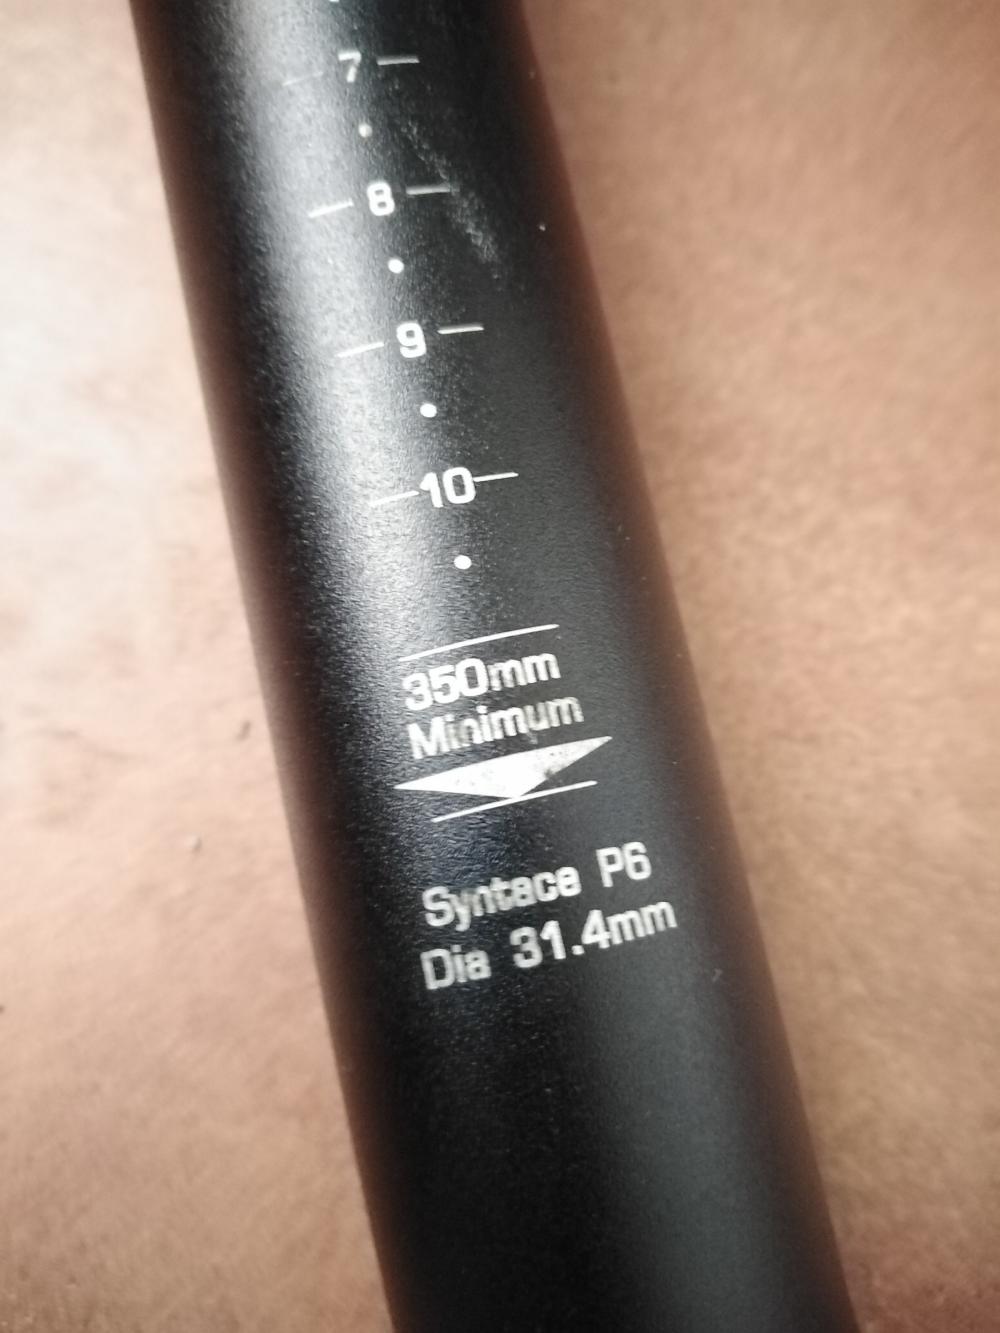 7
8
9
10
350mm
Minimum
Syntace P6
Dia 31.4mm